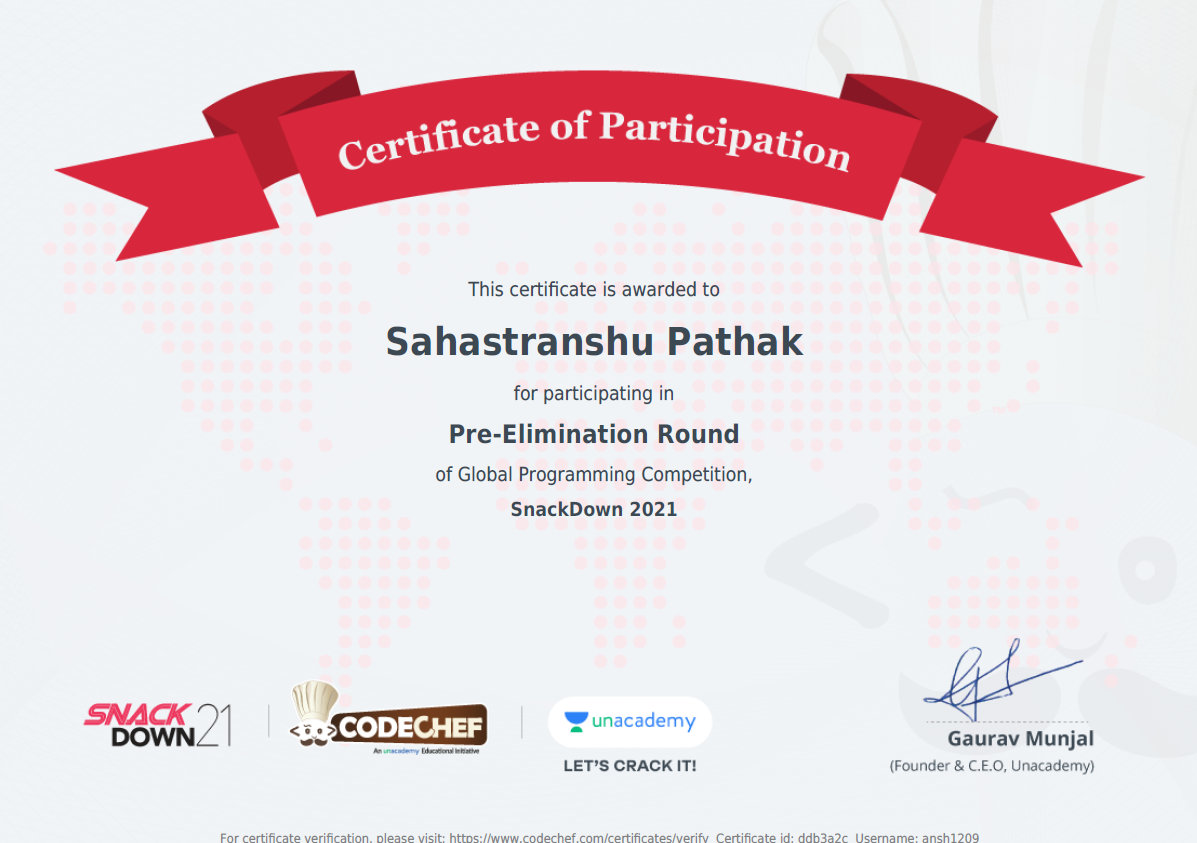 Certificate of Participation
This certificate is awarded to
Sahastranshu Pathak
for participating in
Pre-Elimination Round
of Global Programming Competition,
SnackDown 2021
SNACK
DOWN21
CODECHEF
An unacademy Educational Initiative
unacademy
LET'S CRACK IT!
Gaurav Munjal
(Founder & C.E.O, Unacademy)
For certificate verification, please visit: https://www.codechef.com/certificates/verify Certificate id: ddb3a2c Username: ansh1209